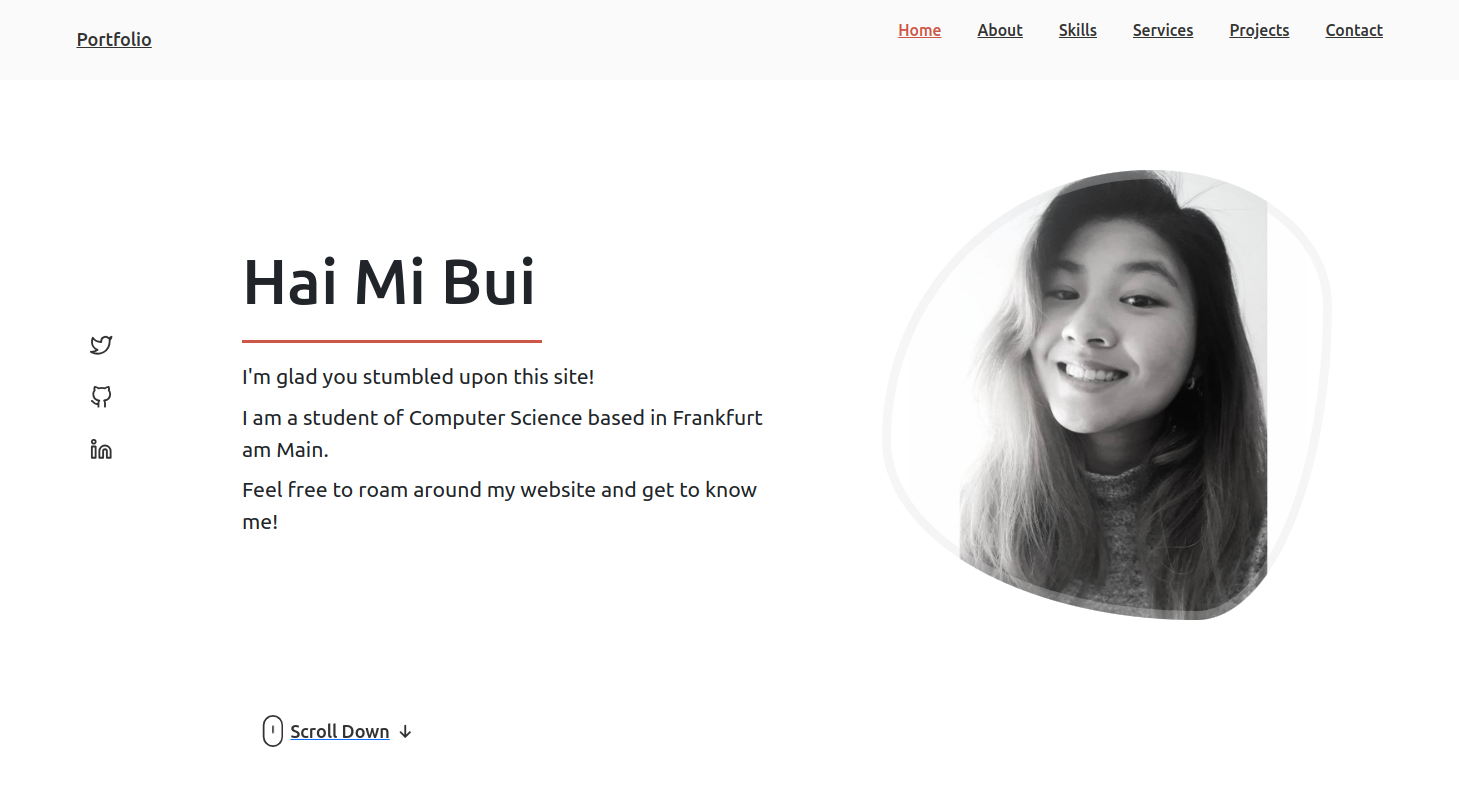 Portfolio
Home About Skills Services Projects Contact
Hai Mi Bui
I'm glad you stumbled upon this site!
I am a student of Computer Science based in Frankfurt
am Main.
Feel free to roam around my website and get to know
me!
Scroll Down ↓